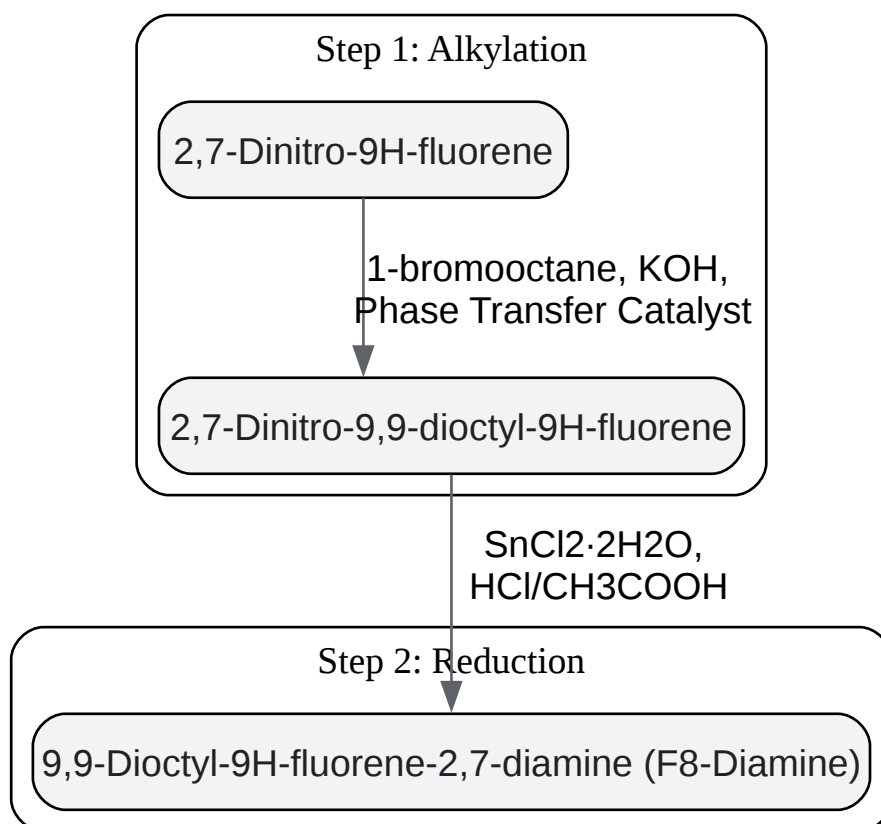 Step 1: Alkylation
2,7-Dinitro-9H-fluorene
1-bromooctane, KOH,
Phase Transfer Catalyst
2,7-Dinitro-9,9-dioctyl-9H-fluorene
SnCl2·2H2O,
HCl/CH3COOH
Step 2: Reduction
9,9-Dioctyl-9H-fluorene-2,7-diamine (F8-Diamine)